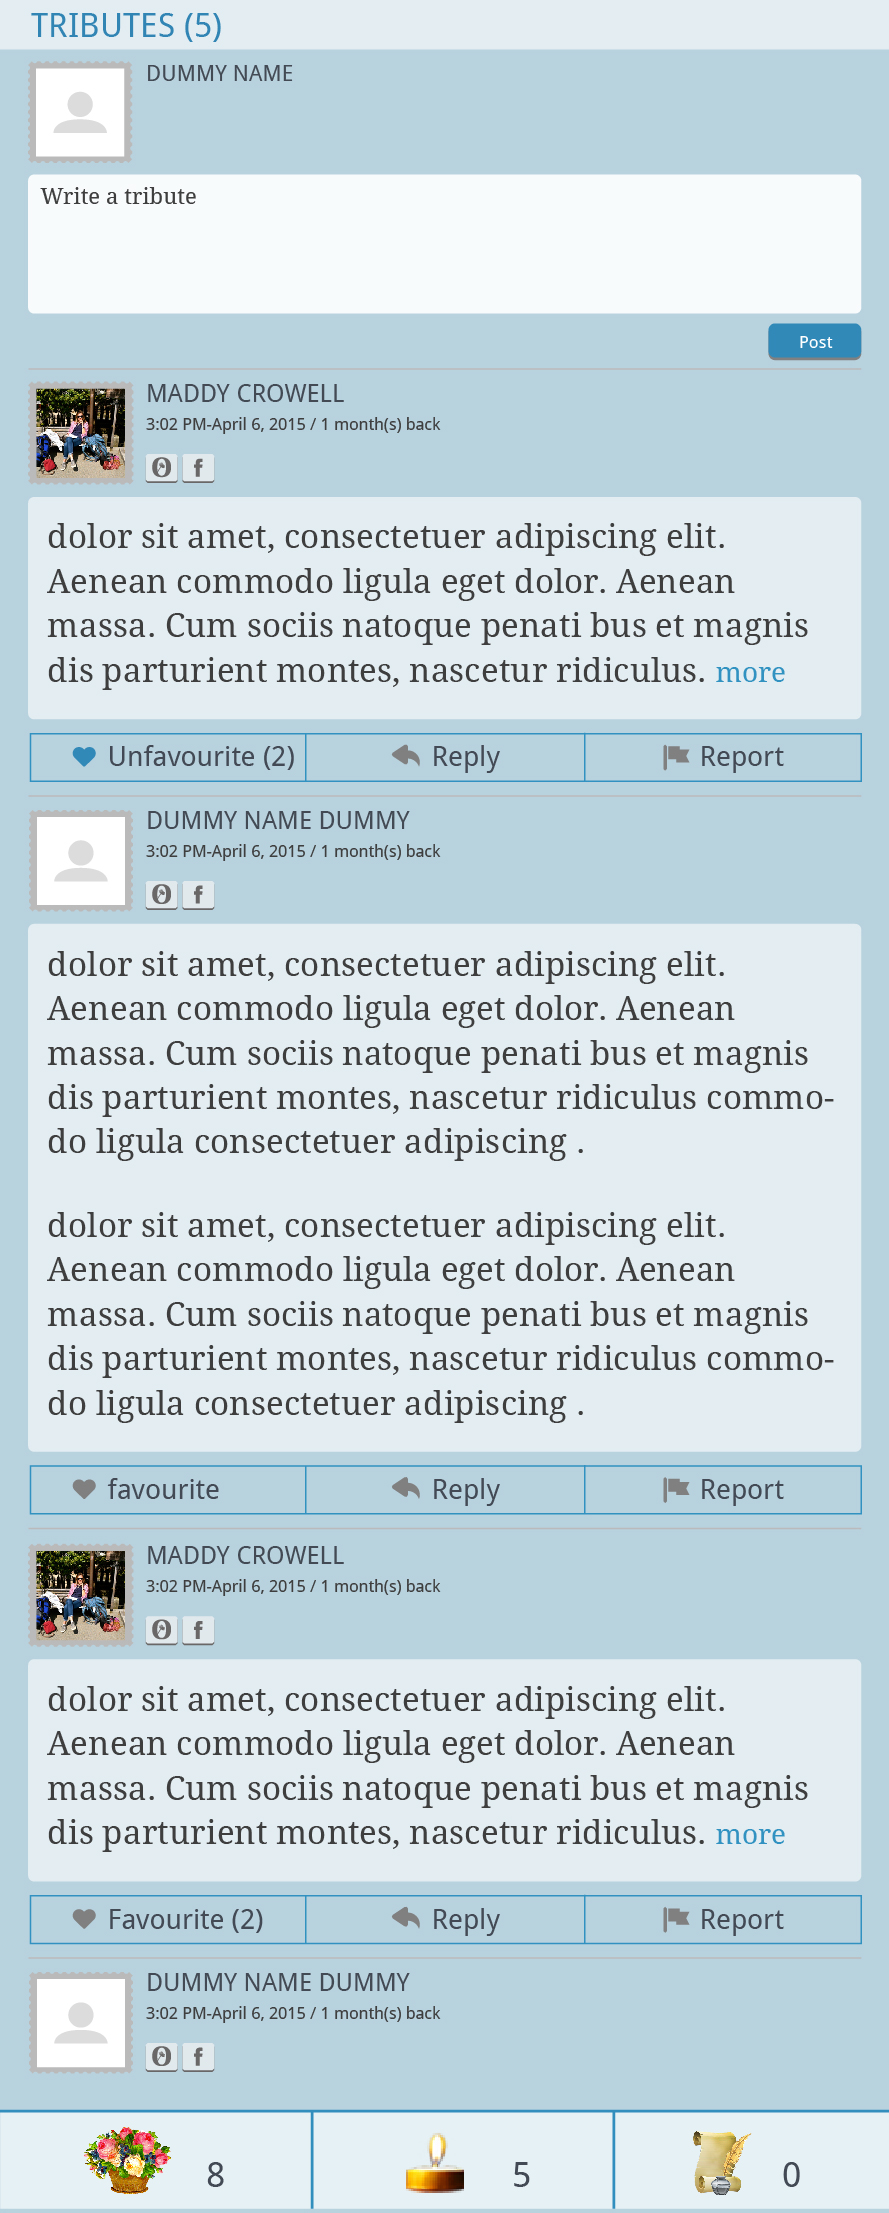 TRIBUTES (5)
DUMMY NAME
Write a tribute
Post
MADDY CROWELL
3:02 PM-April 6, 2015 / 1 month(s) back
f
dolor sit amet, consectetuer adipiscing elit.
Aenean commodo ligula eget dolor. Aenean
massa. Cum sociis natoque penati bus et magnis
dis parturient montes, nascetur ridiculus. more
Unfavourite (2) Reply Report
DUMMY NAME DUMMY
3:02 PM-April 6, 2015 / 1 month(s) back
f
dolor sit amet, consectetuer adipiscing elit.
Aenean commodo ligula eget dolor. Aenean
massa. Cum sociis natoque penati bus et magnis
dis parturient montes, nascetur ridiculus commo-
do ligula consectetuer adipiscing .
dolor sit amet, consectetuer adipiscing elit.
Aenean commodo ligula eget dolor. Aenean
massa. Cum sociis natoque penati bus et magnis
dis parturient montes, nascetur ridiculus commo-
do ligula consectetuer adipiscing .
favourite Reply Report
MADDY CROWELL
3:02 PM-April 6, 2015 / 1 month(s) back
f
dolor sit amet, consectetuer adipiscing elit.
Aenean commodo ligula eget dolor. Aenean
massa. Cum sociis natoque penati bus et magnis
dis parturient montes, nascetur ridiculus. more
Favourite (2) Reply Report
DUMMY NAME DUMMY
3:02 PM-April 6, 2015 / 1 month(s) back
f
8 5 0